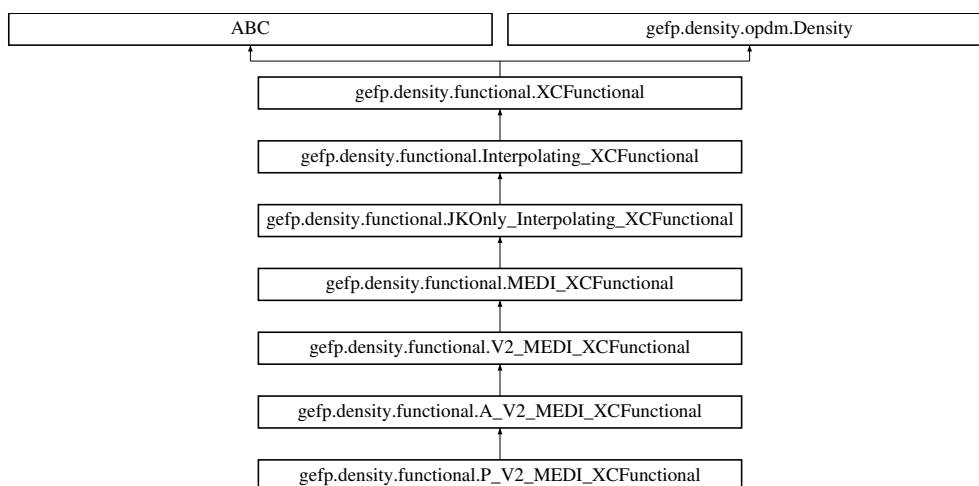 ABC
gefp.density.opdm.Density
gefp.density.functional.XCFunctional
gefp.density.functional.Interpolating_XCFunctional
gefp.density.functional.JKOnly_Interpolating_XCFunctional
gefp.density.functional.MEDI_XCFunctional
gefp.density.functional.V2_MEDI_XCFunctional
gefp.density.functional.A_V2_MEDI_XCFunctional
gefp.density.functional.P_V2_MEDI_XCFunctional